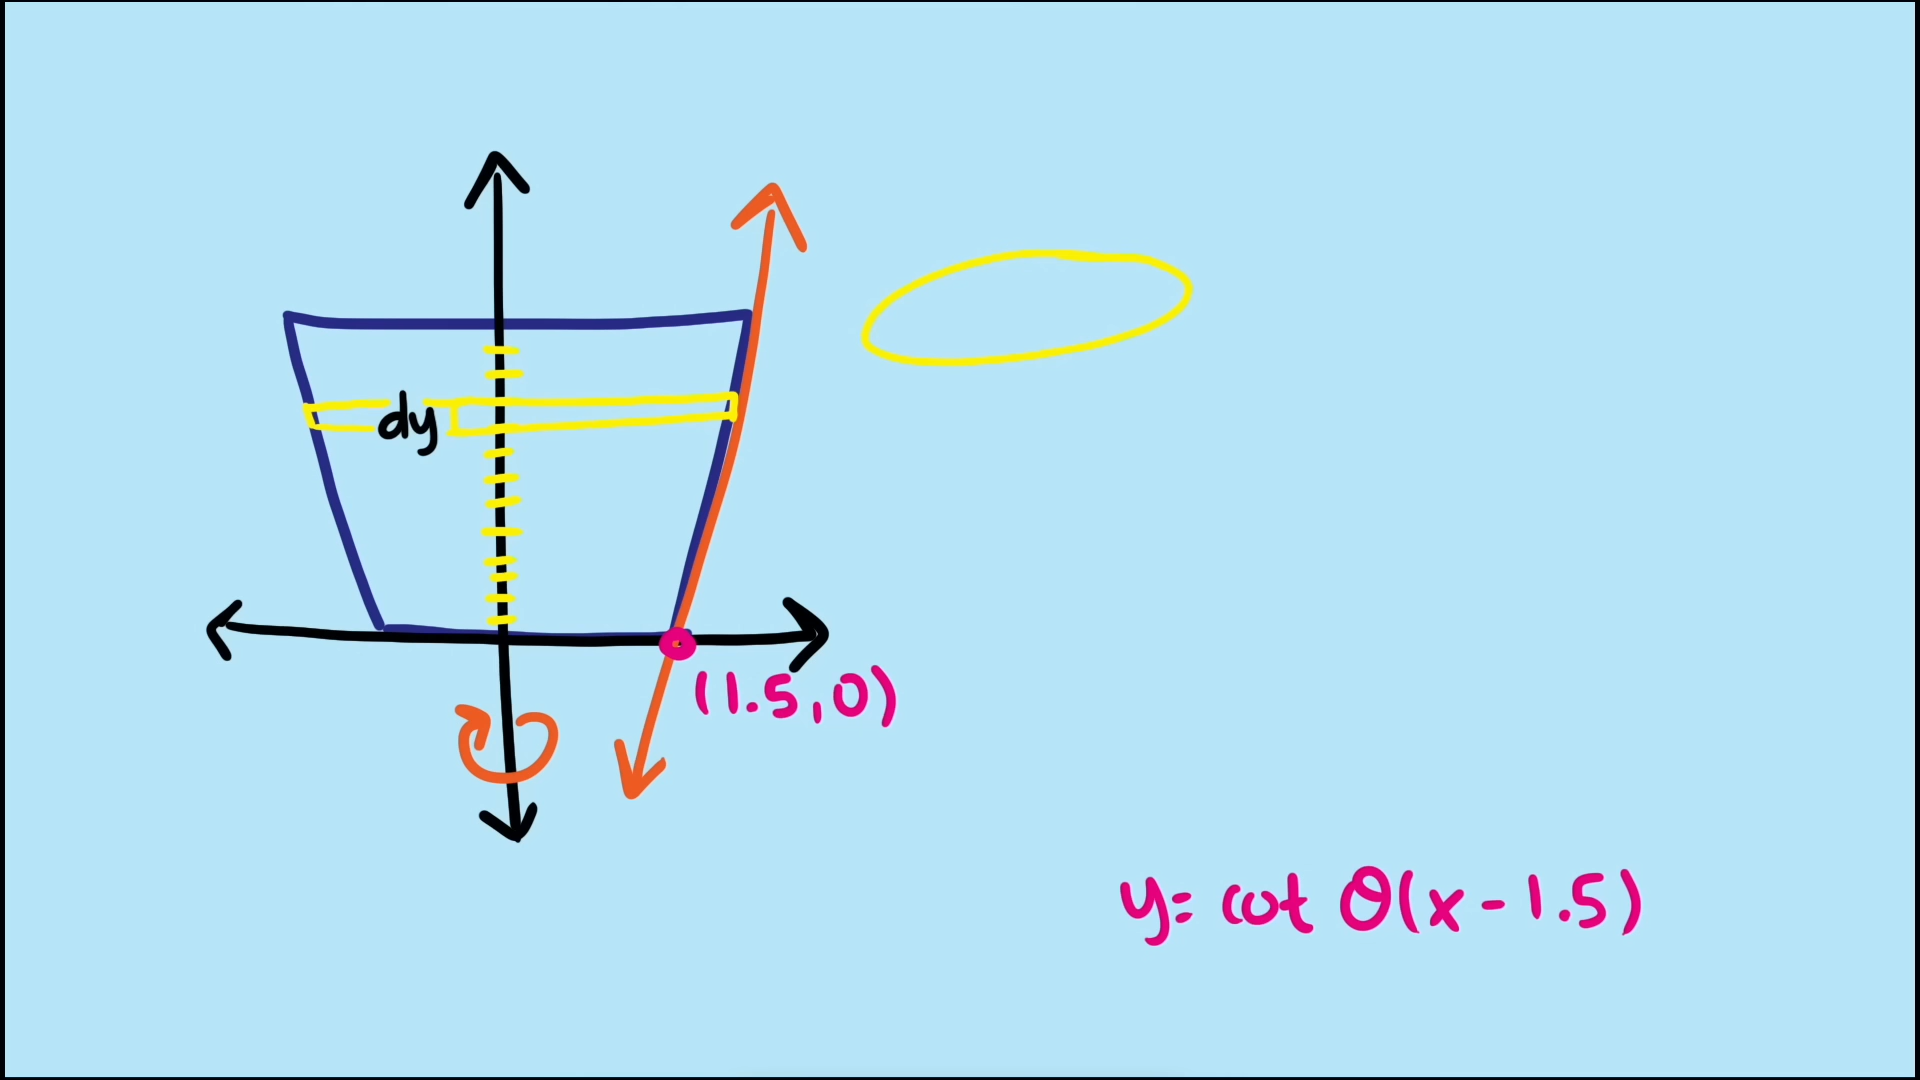 dy
(1.5,0)
y= cot θ(x-1.5)